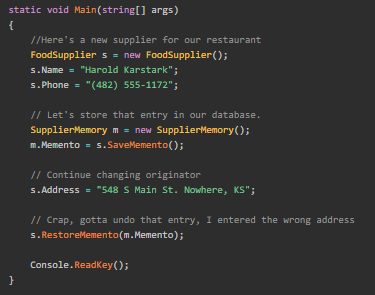 static void Main(string[] args)
{
    //Here's a new supplier for our restaurant
    FoodSupplier s = new FoodSupplier();
    s.Name = "Harold Karstark";
    s.Phone = "(482) 555-1172";

    // Let's store that entry in our database.
    SupplierMemory m = new SupplierMemory();
    m.Memento = s.SaveMemento();

    // Continue changing originator
    s.Address = "548 S Main St. Nowhere, KS";

    // Crap, gotta undo that entry, I entered the wrong address
    s.RestoreMemento(m.Memento);

    Console.ReadKey();
}